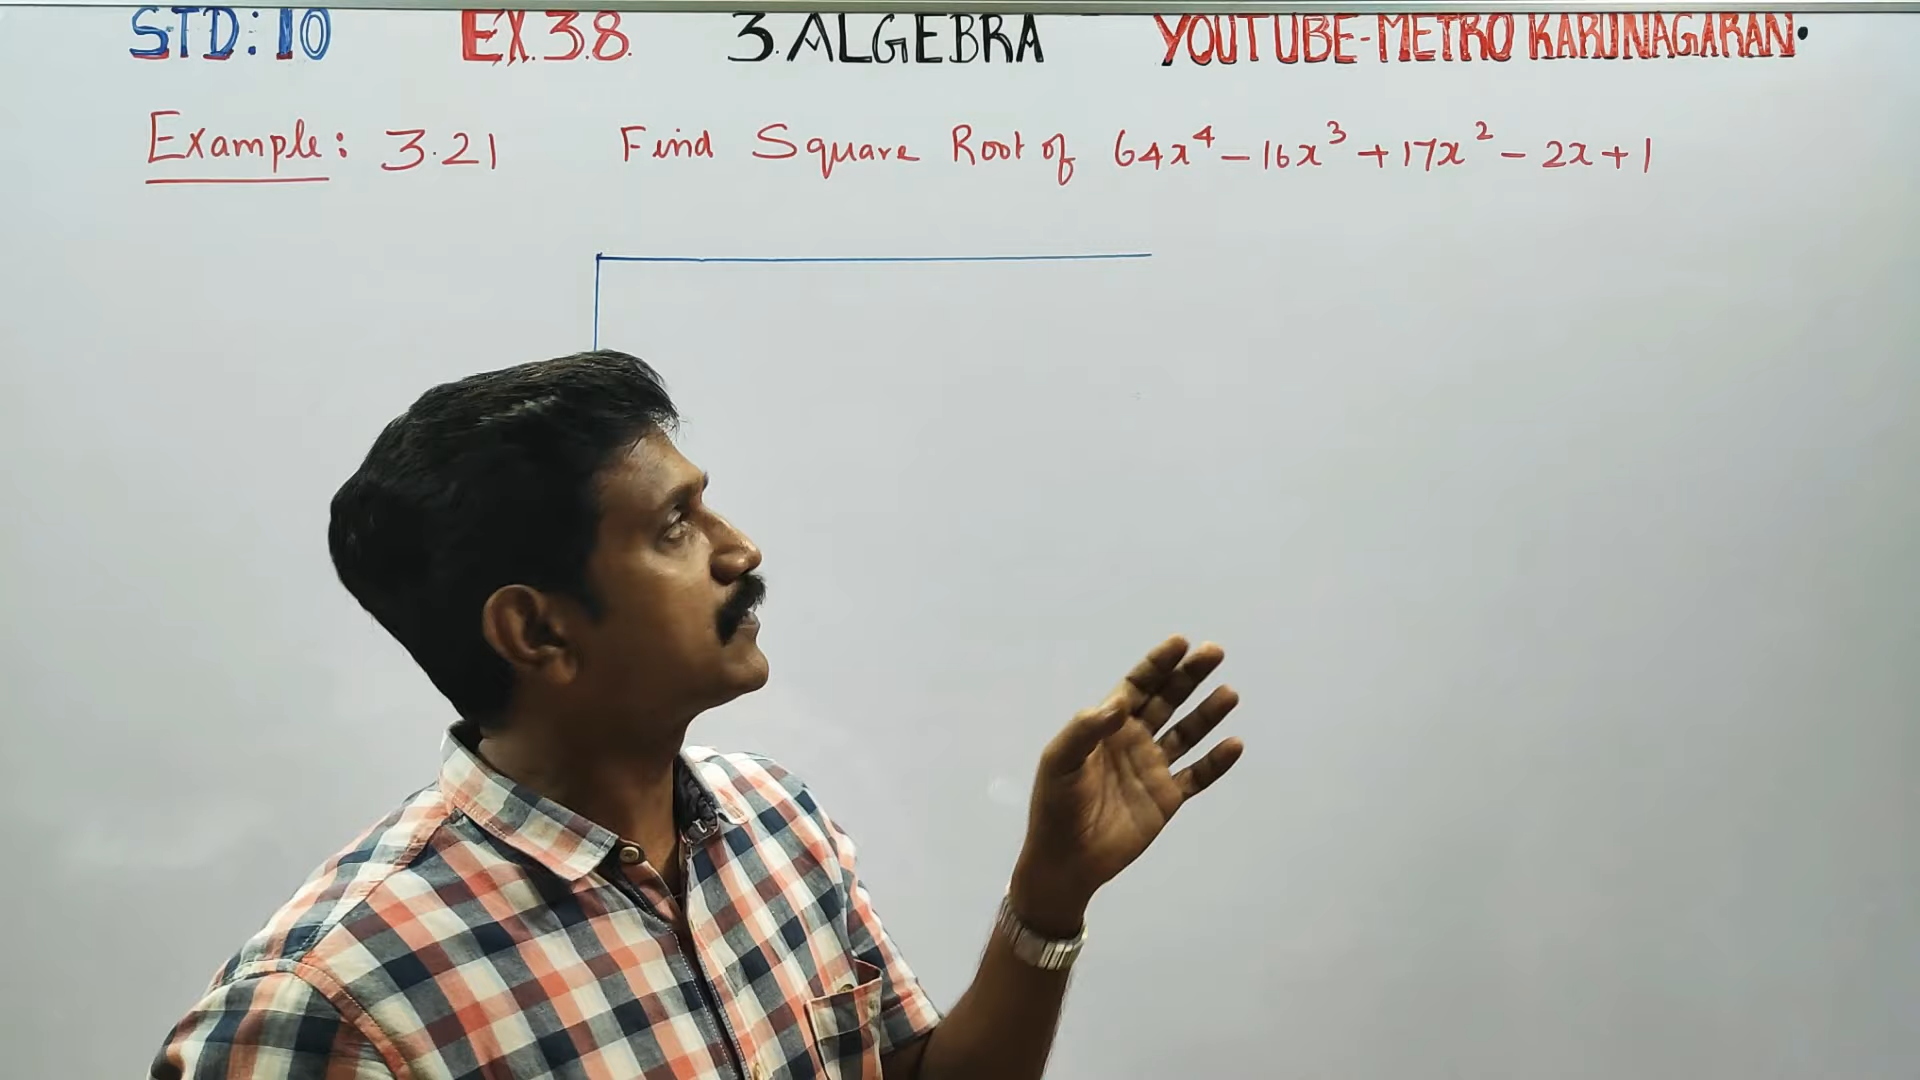 STD: 10 EX. 3.8. 3. ALGEBRA YOUTUBE-METRO KARUNAGARAN.
Example: 3.21 Find Square Root of 64x⁴ – 16x³ + 17x² – 2x + 1